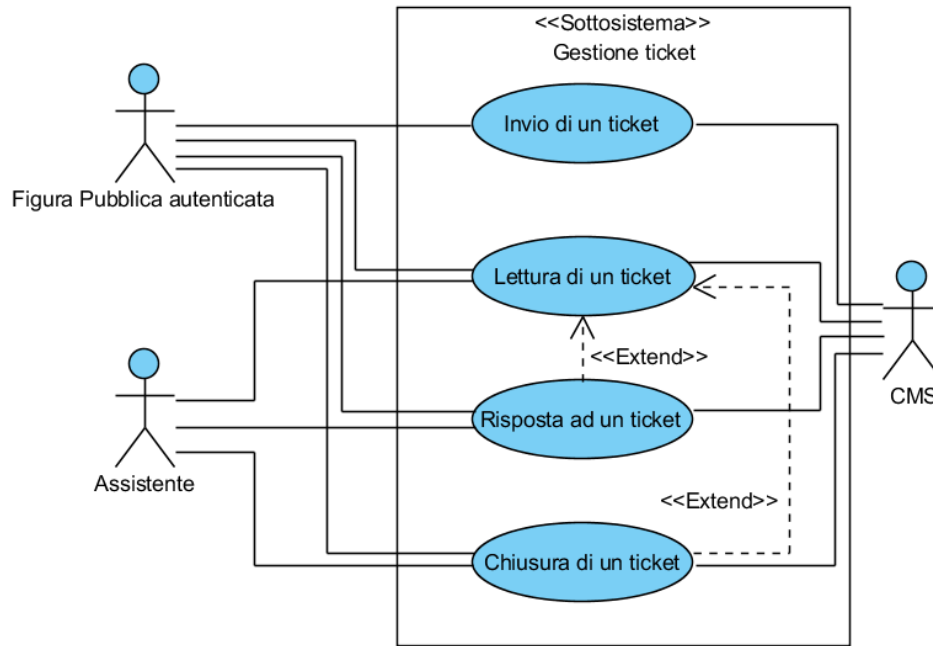 <<Sottosistema>>
Gestione ticket
Invio di un ticket
Figura Pubblica autenticata
Lettura di un ticket
<<Extend>>
CMS
Risposta ad un ticket
Assistente
<<Extend>>
Chiusura di un ticket